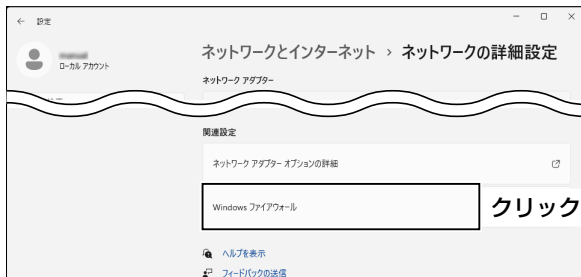 ← 設定
ローカル アカウント
ネットワークとインターネット › ネットワークの詳細設定
ネットワーク アダプター
関連設定
ネットワーク アダプター オプションの詳細
Windows ファイアウォール
クリック
ヘルプを表示
フィードバックの送信